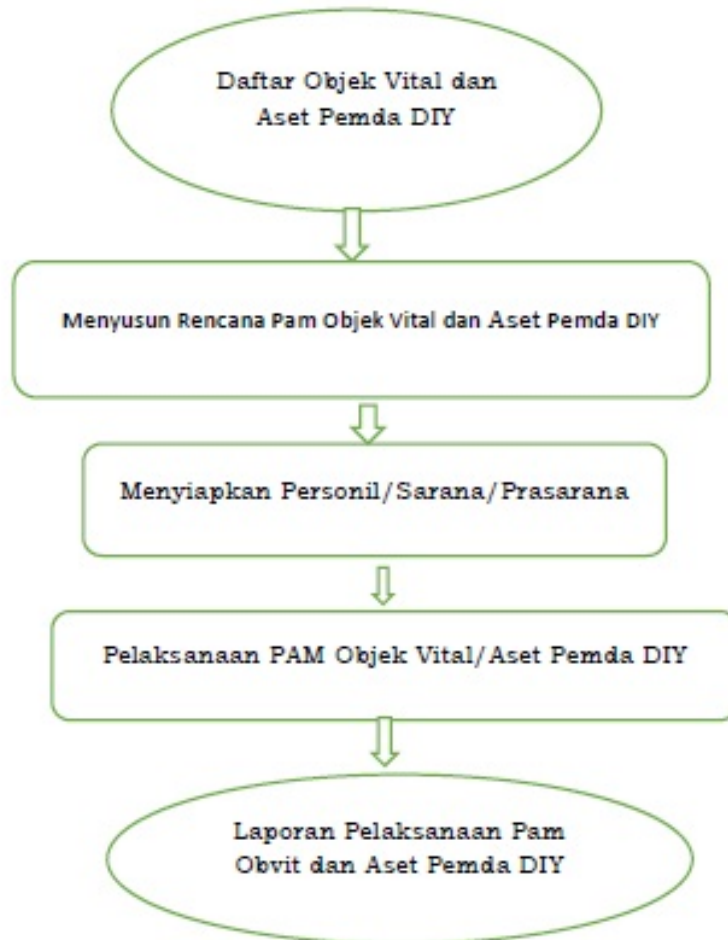 Daftar Objek Vital dan
Aset Pemda DIY
Menyusun Rencana Pam Objek Vital dan Aset Pemda DIY
Menyiapkan Personil/Sarana/Prasarana
Pelaksanaan PAM Objek Vital/Aset Pemda DIY
Laporan Pelaksanaan Pam
Obvit dan Aset Pemda DIY